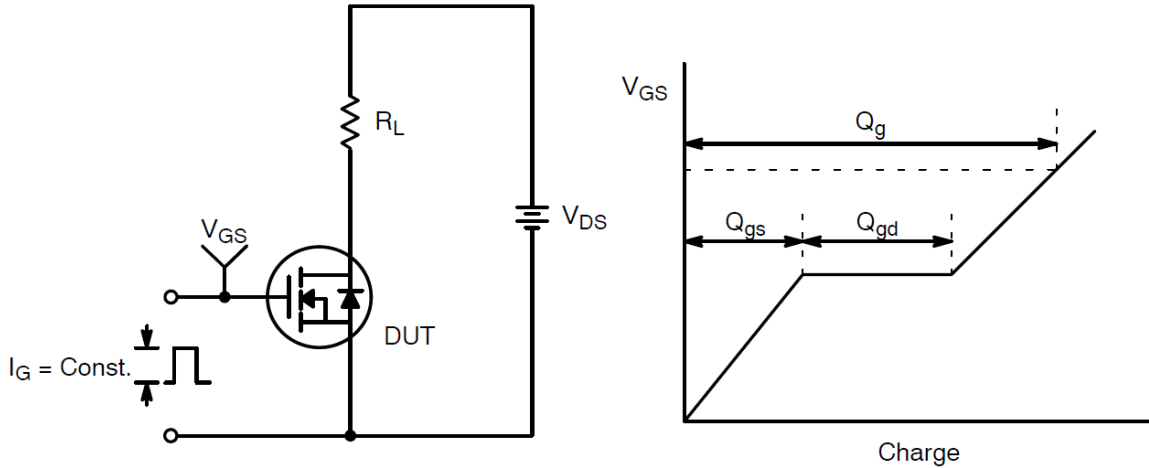 R_L
V_GS
V_DS
DUT
I_G = Const.
V_GS
Q_g
Q_gs
Q_gd
Charge